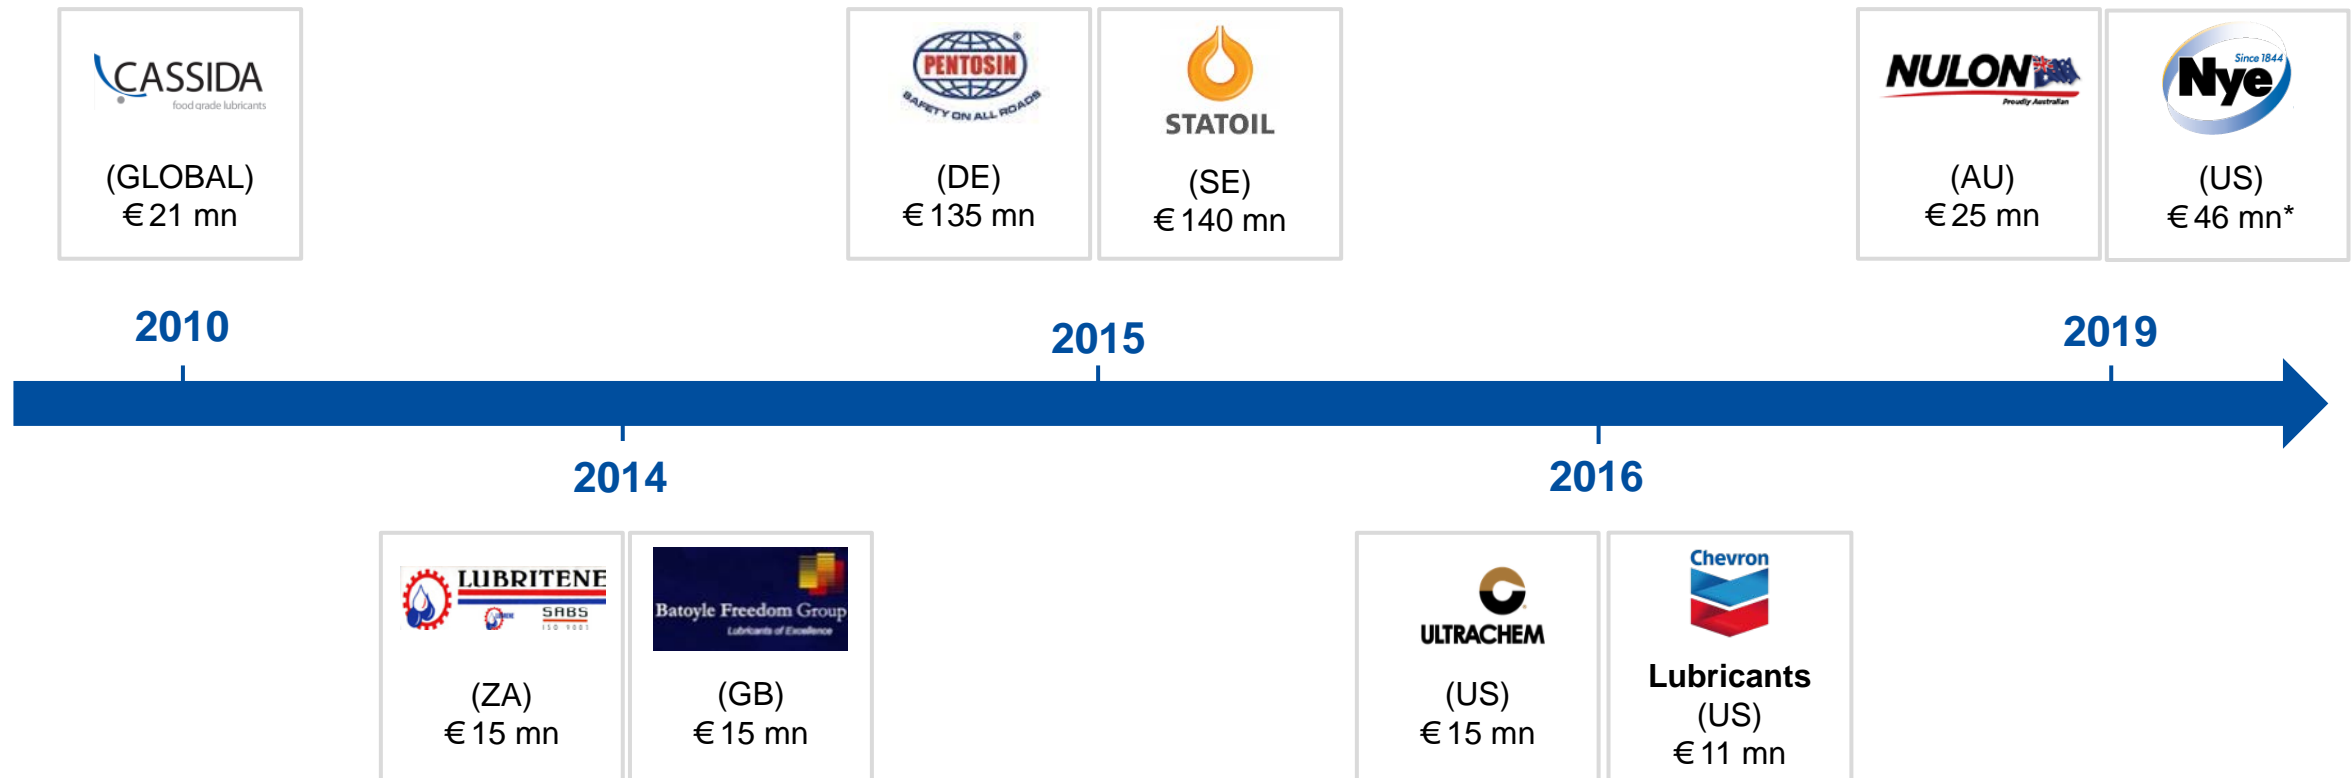 CASSIDA
food grade lubricants
(GLOBAL)
€ 21 mn
PENTOSIN
®
SAFETY ON ALL ROADS
(DE)
€ 135 mn
STATOIL
(SE)
€ 140 mn
NULON
Proudly Australian
(AU)
€ 25 mn
Since 1844
Nye
(US)
€ 46 mn*
2010
2015
2019
2014
2016
LUBRITENE
SABS
ISO 9001
(ZA)
€ 15 mn
Batoyle Freedom Group
Lubricants of Excellence
(GB)
€ 15 mn
ULTRACHEM
(US)
€ 15 mn
Chevron
Lubricants
(US)
€ 11 mn